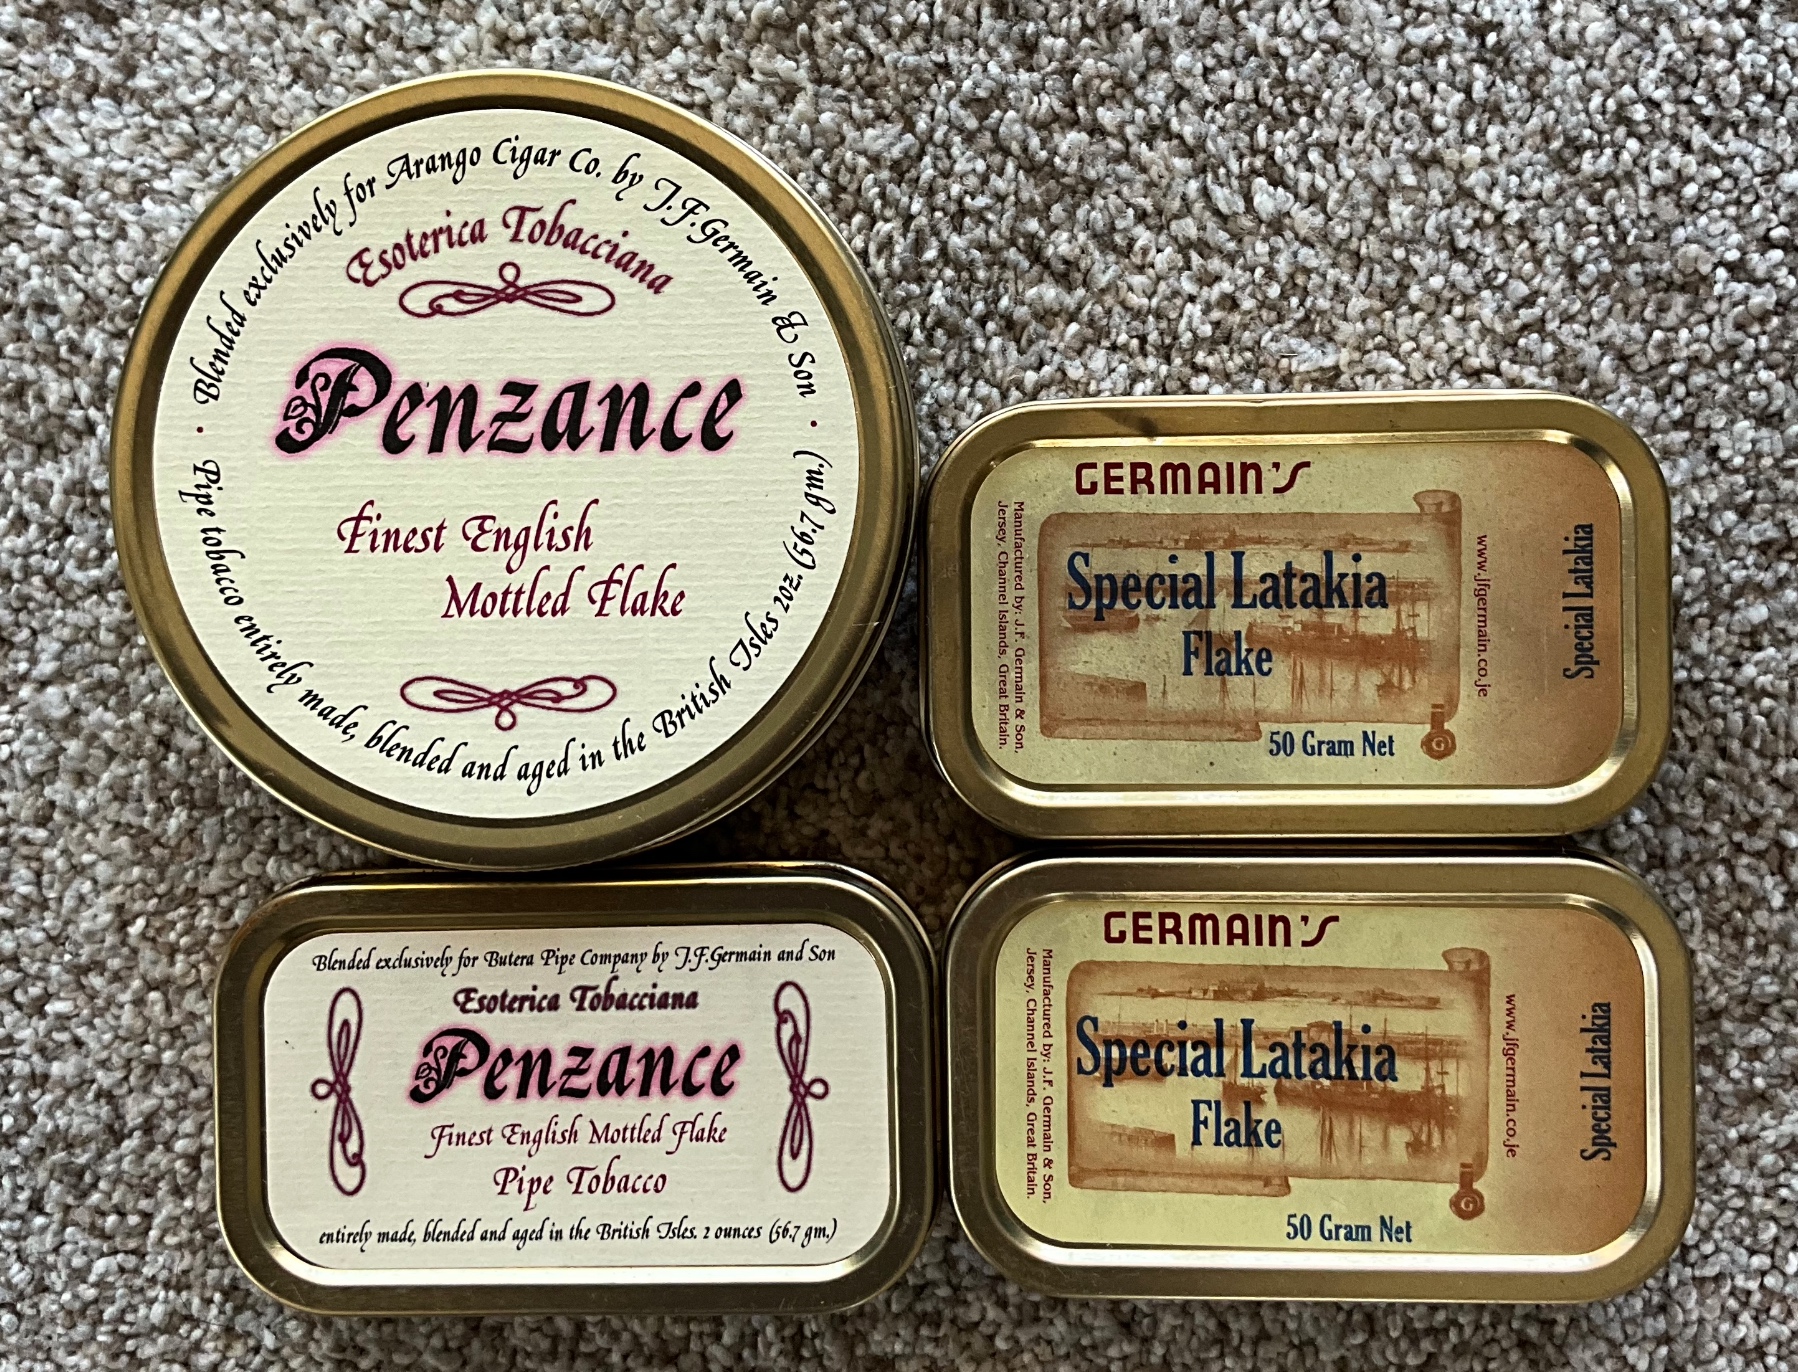 Blended exclusively for Arango Cigar Co. by J.F.Germain & Son
Esoterica Tobacciana
Penzance
Finest English
Mottled Flake
Pipe tobacco entirely made, blended and aged in the British Isles 2oz. (56.7 gm.)
GERMAIN'S
Manufactured by: J.F. Germain & Son,
Jersey, Channel Islands, Great Britain.
Special Latakia
Flake
50 Gram Net
www.jfgermain.co.je
Special Latakia
G
Blended exclusively for Butera Pipe Company by J.F.Germain and Son
Esoterica Tobacciana
Penzance
Finest English Mottled Flake
Pipe Tobacco
entirely made, blended and aged in the British Isles. 2 ounces (56.7 gm.)
GERMAIN'S
Manufactured by: J.F. Germain & Son,
Jersey, Channel Islands, Great Britain.
Special Latakia
Flake
50 Gram Net
www.jfgermain.co.je
Special Latakia
G